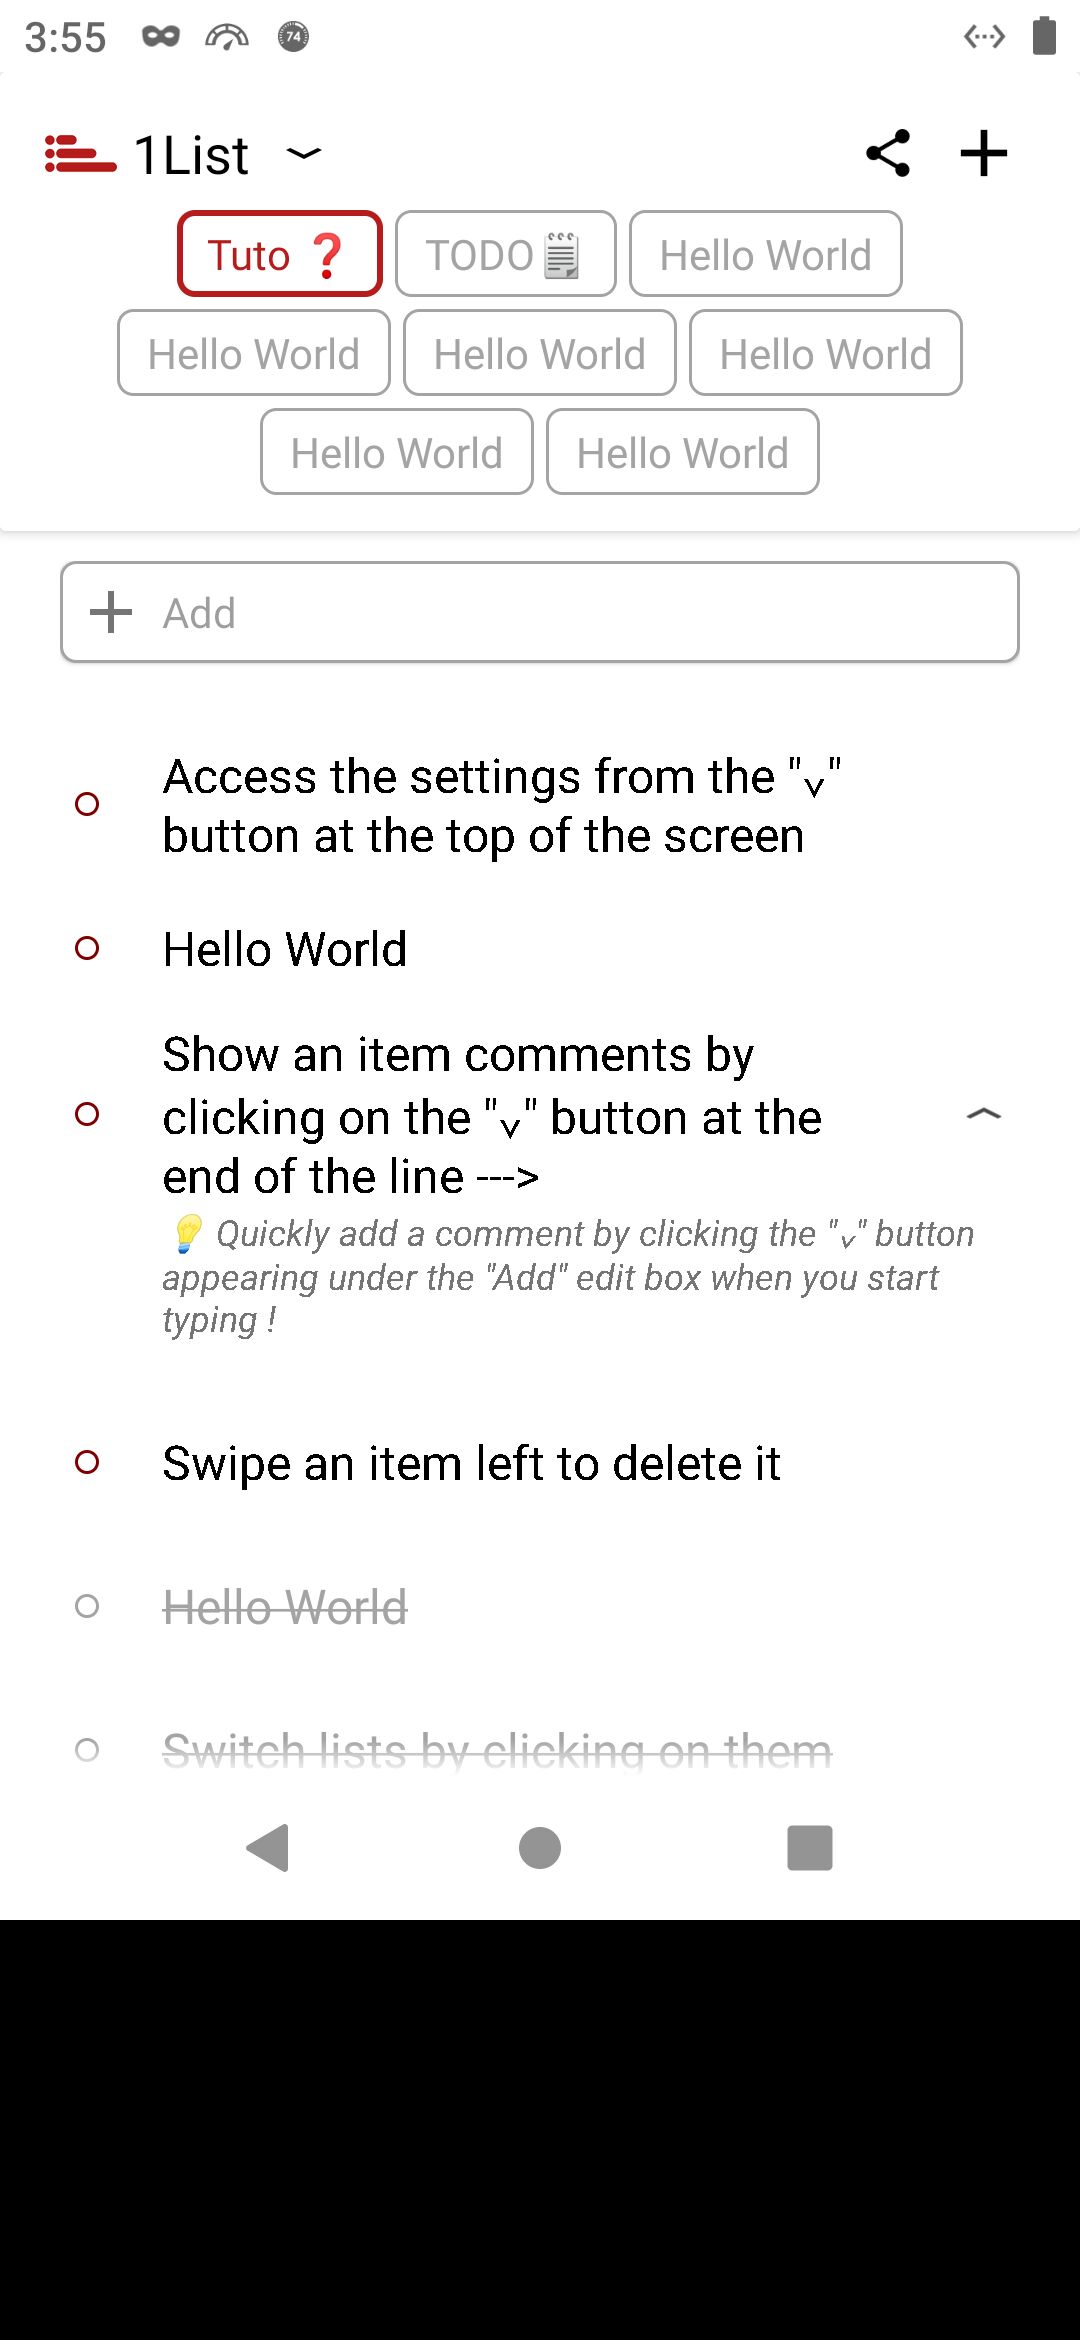 3:55
74
1List
Tuto ❓
TODO🗒
Hello World
Hello World
Hello World
Hello World
Hello World
Hello World
Add
Access the settings from the "˅"
button at the top of the screen
Hello World
Show an item comments by
clicking on the "˅" button at the
end of the line --->
💡 Quickly add a comment by clicking the "˅" button
appearing under the "Add" edit box when you start
typing !
Swipe an item left to delete it
Hello World
Switch lists by clicking on them